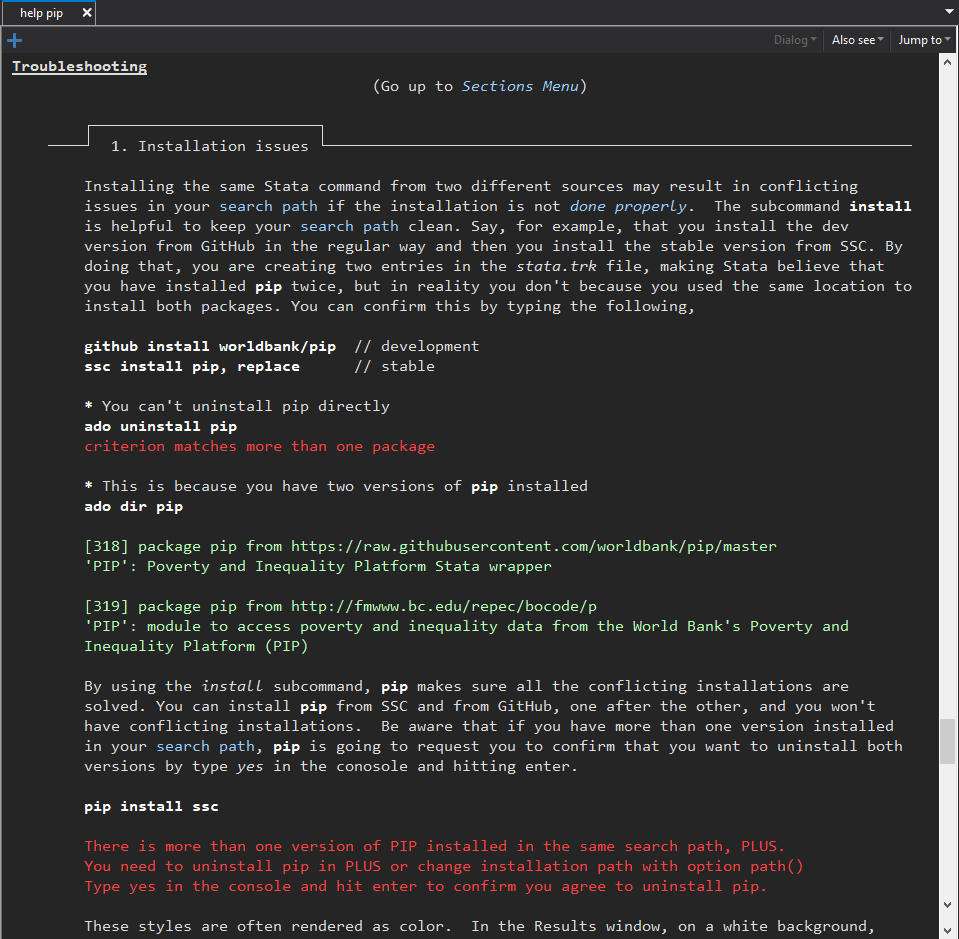 help pip
Dialog Also see Jump to
Troubleshooting
(Go up to Sections Menu)
1. Installation issues
Installing the same Stata command from two different sources may result in conflicting
issues in your search path if the installation is not done properly.  The subcommand install
is helpful to keep your search path clean. Say, for example, that you install the dev
version from GitHub in the regular way and then you install the stable version from SSC. By
doing that, you are creating two entries in the stata.trk file, making Stata believe that
you have installed pip twice, but in reality you don't because you used the same location to
install both packages. You can confirm this by typing the following,
github install worldbank/pip  // development
ssc install pip, replace      // stable
* You can't uninstall pip directly
ado uninstall pip
criterion matches more than one package
* This is because you have two versions of pip installed
ado dir pip
[318] package pip from https://raw.githubusercontent.com/worldbank/pip/master
'PIP': Poverty and Inequality Platform Stata wrapper
[319] package pip from http://fmwww.bc.edu/repec/bocode/p
'PIP': module to access poverty and inequality data from the World Bank's Poverty and
Inequality Platform (PIP)
By using the install subcommand, pip makes sure all the conflicting installations are
solved. You can install pip from SSC and from GitHub, one after the other, and you won't
have conflicting installations.  Be aware that if you have more than one version installed
in your search path, pip is going to request you to confirm that you want to uninstall both
versions by type yes in the conosole and hitting enter.
pip install ssc
There is more than one version of PIP installed in the same search path, PLUS.
You need to uninstall pip in PLUS or change installation path with option path()
Type yes in the console and hit enter to confirm you agree to uninstall pip.
These styles are often rendered as color.  In the Results window, on a white background,